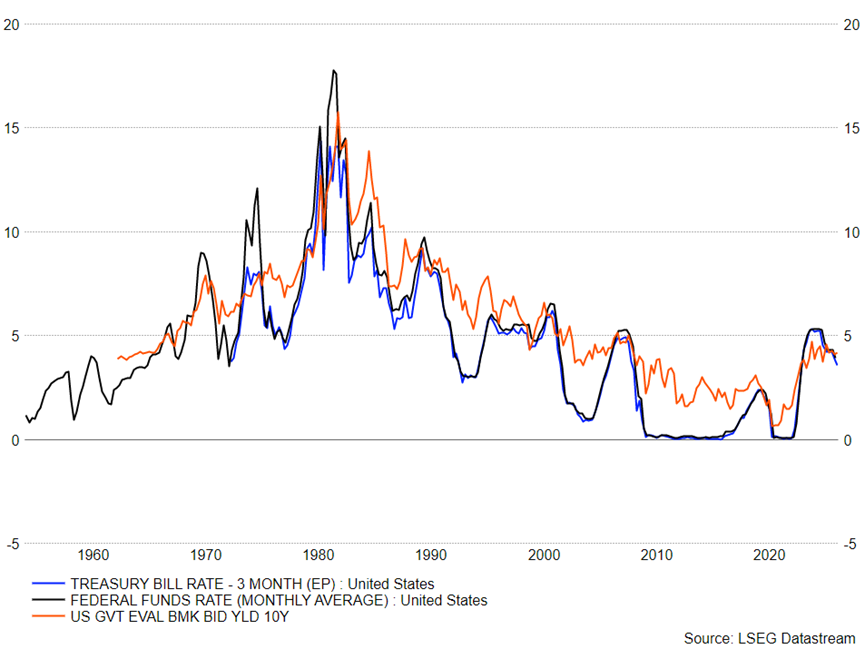 20 20
15 15
10 10
5 5
0 0
-5 -5
1960 1970 1980 1990 2000 2010 2020
TREASURY BILL RATE - 3 MONTH (EP) : United States
FEDERAL FUNDS RATE (MONTHLY AVERAGE) : United States
US GVT EVAL BMK BID YLD 10Y
Source: LSEG Datastream